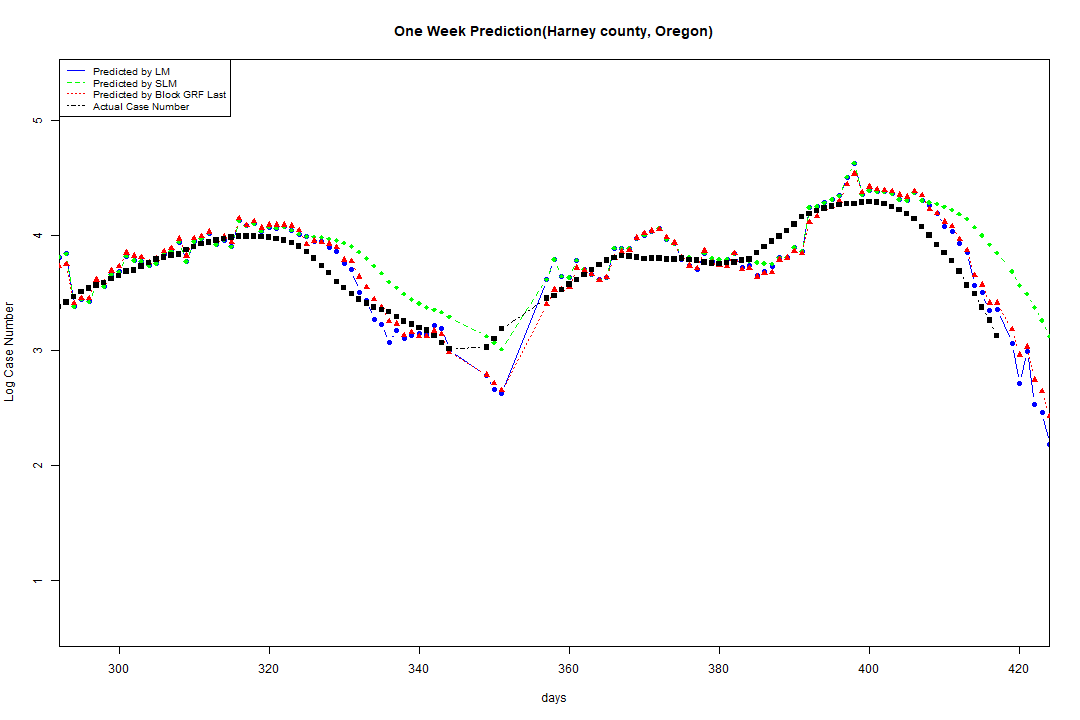 One Week Prediction(Harney county, Oregon)
Predicted by LM
Predicted by SLM
Predicted by Block GRF Last
Actual Case Number
5
4
3
2
1
Log Case Number
300 320 340 360 380 400 420
days